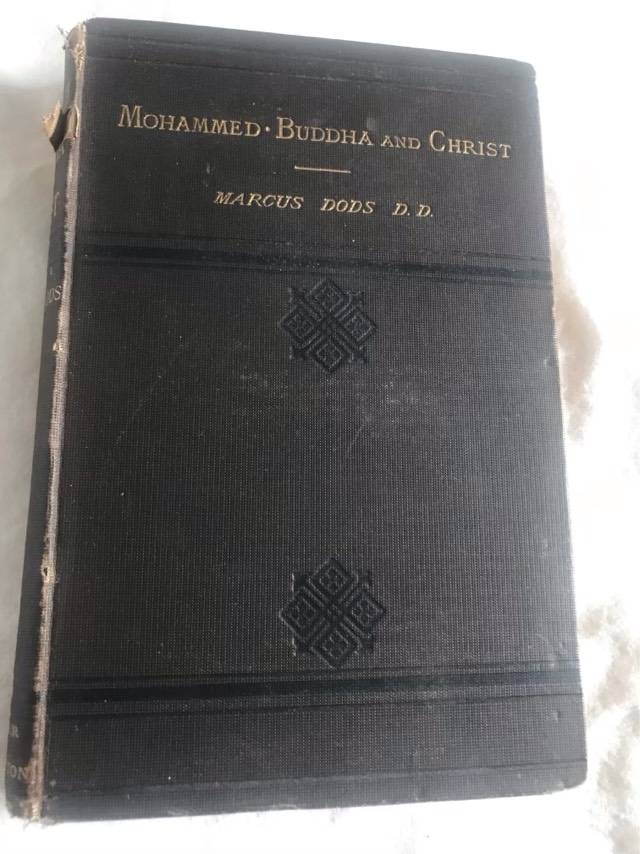 MOHAMMED · BUDDHA AND CHRIST
MARCUS DODS D.D.